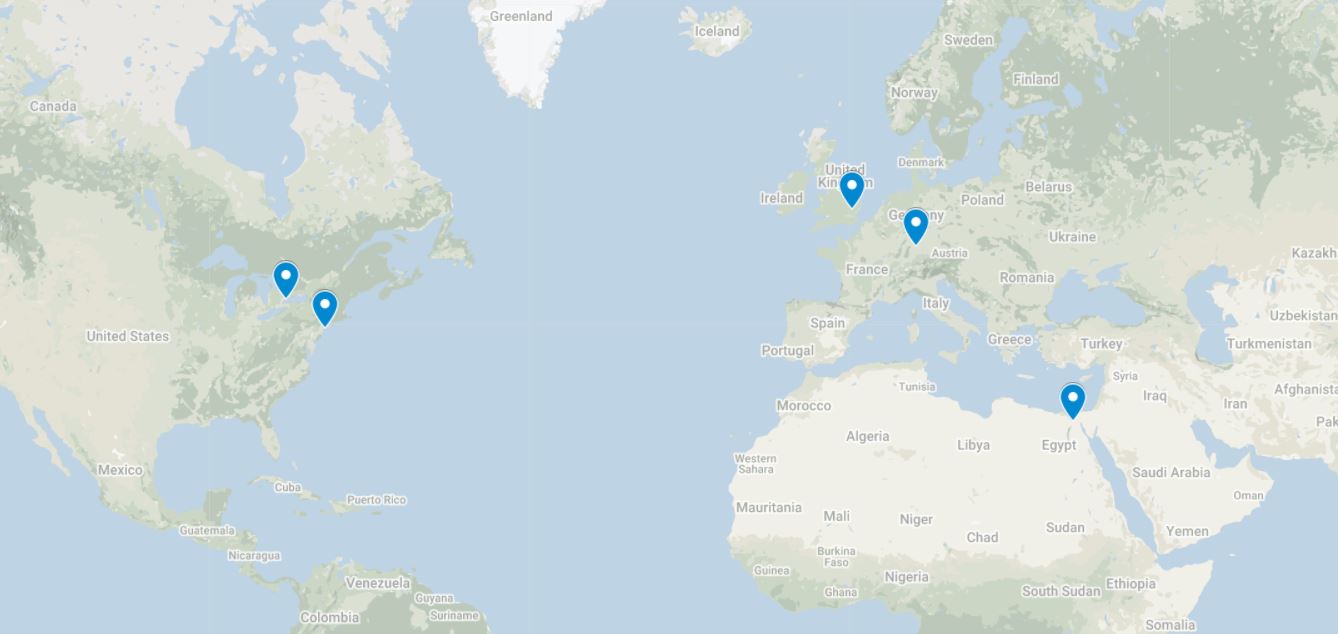 Greenland
Iceland
Sweden
Finland
Norway
Canada
Denmark
United
Kingdom
Ireland
Belarus
Poland
Germany
Ukraine
Austria
Kazakh
France
Romania
Italy
Uzbekistan
Spain
United States
Greece
Turkey
Turkmenistan
Portugal
Syria
Tunisia
Afghanista
Iraq
Iran
Morocco
Pak
Algeria
Libya
Egypt
Western
Sahara
Mexico
Saudi Arabia
Cuba
Oman
Puerto Rico
Mauritania
Mali
Niger
Sudan
Guatemala
Yemen
Chad
Nicaragua
Burkina
Faso
Guinea
Nigeria
Venezuela
Ethiopia
South Sudan
Ghana
Guyana
Suriname
Colombia
Somalia